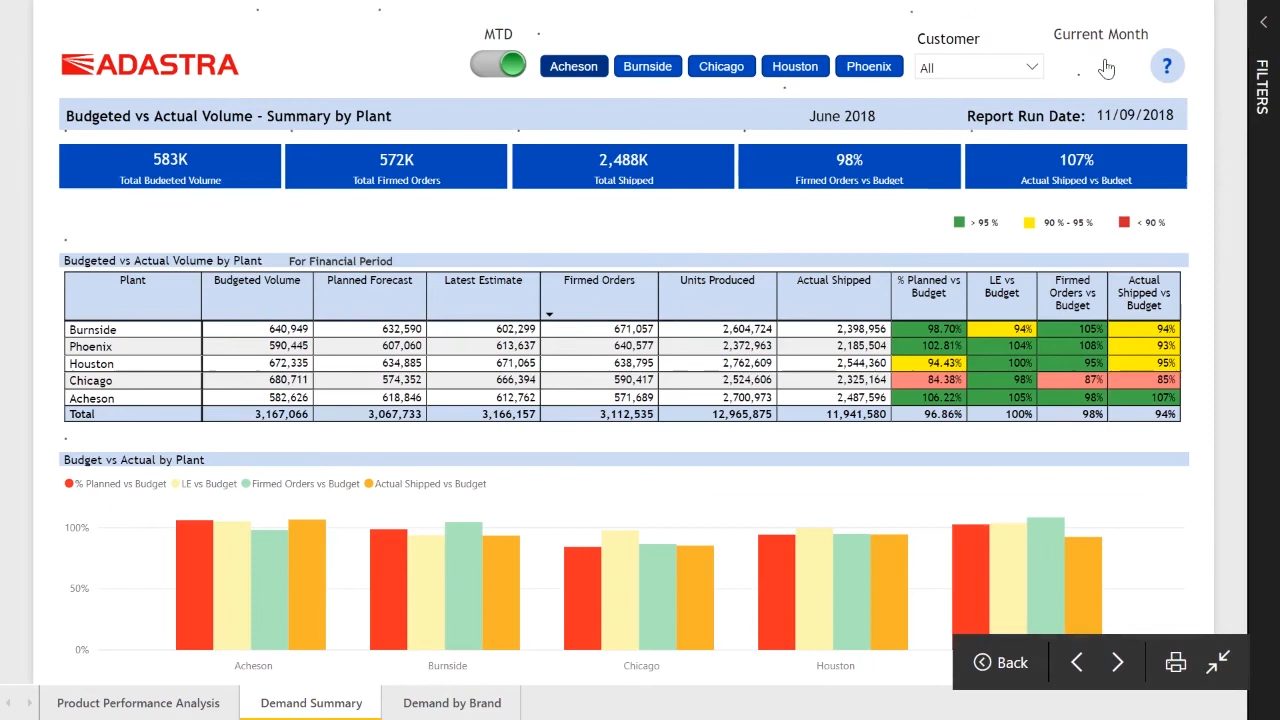 MTD
Customer
Current Month
ADASTRA
Acheson
Burnside
Chicago
Houston
Phoenix
All
?
FILTERS
Budgeted vs Actual Volume - Summary by Plant
June 2018
Report Run Date: 11/09/2018
583K
Total Budgeted Volume
572K
Total Firmed Orders
2,488K
Total Shipped
98%
Firmed Orders vs Budget
107%
Actual Shipped vs Budget
> 95 %
90 % - 95 %
< 90 %
Budgeted vs Actual Volume by Plant For Financial Period
Plant Budgeted Volume Planned Forecast Latest Estimate Firmed Orders Units Produced Actual Shipped % Planned vs Budget LE vs Budget Firmed Orders vs Budget Actual Shipped vs Budget
Burnside 640,949 632,590 602,299 671,057 2,604,724 2,398,956 98.70% 94% 105% 94%
Phoenix 590,445 607,060 613,637 640,577 2,372,963 2,185,504 102.81% 104% 108% 93%
Houston 672,335 634,885 671,065 638,795 2,762,609 2,544,360 94.43% 100% 95% 95%
Chicago 680,711 574,352 666,394 590,417 2,524,606 2,325,164 84.38% 98% 87% 85%
Acheson 582,626 618,846 612,762 571,689 2,700,973 2,487,596 106.22% 105% 98% 107%
Total 3,167,066 3,067,733 3,166,157 3,112,535 12,965,875 11,941,580 96.86% 100% 98% 94%
Budget vs Actual by Plant
% Planned vs Budget LE vs Budget Firmed Orders vs Budget Actual Shipped vs Budget
100%
50%
0%
Acheson
Burnside
Chicago
Houston
Back
Product Performance Analysis
Demand Summary
Demand by Brand